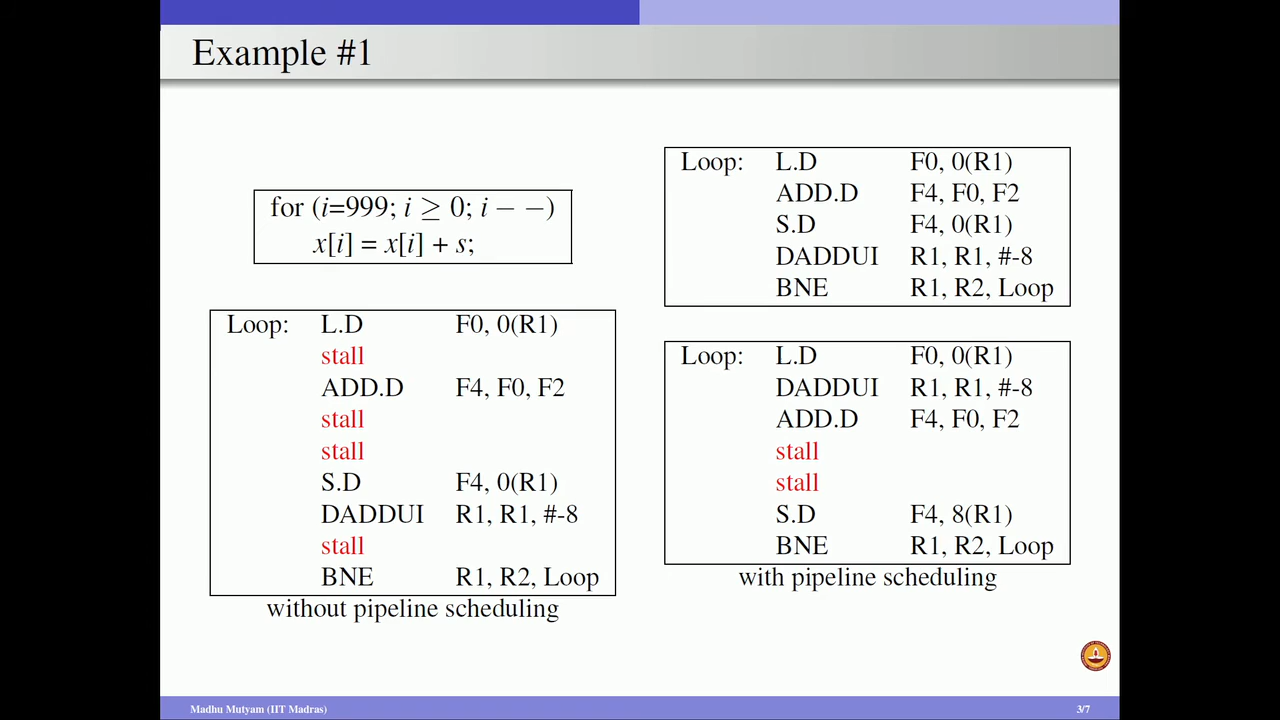 Example #1
for (i=999; i ≥ 0; i − −)
x[i] = x[i] + s;
Loop: L.D F0, 0(R1)
stall
ADD.D F4, F0, F2
stall
stall
S.D F4, 0(R1)
DADDUI R1, R1, #-8
stall
BNE R1, R2, Loop
without pipeline scheduling
Loop: L.D F0, 0(R1)
ADD.D F4, F0, F2
S.D F4, 0(R1)
DADDUI R1, R1, #-8
BNE R1, R2, Loop
Loop: L.D F0, 0(R1)
DADDUI R1, R1, #-8
ADD.D F4, F0, F2
stall
stall
S.D F4, 8(R1)
BNE R1, R2, Loop
with pipeline scheduling
Madhu Mutyam (IIT Madras) 3/7